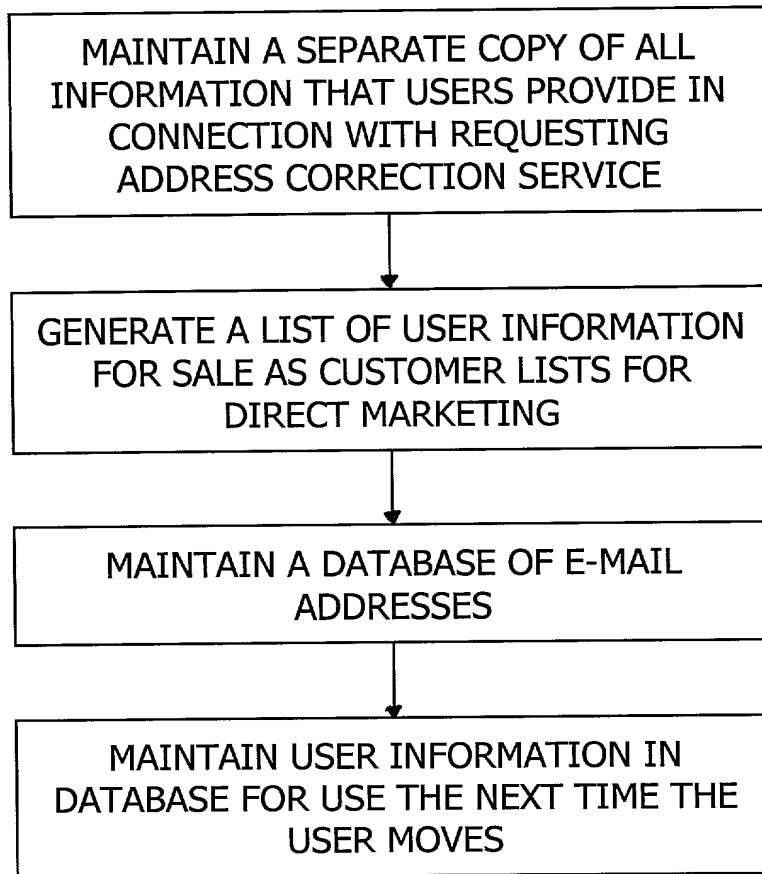 MAINTAIN A SEPARATE COPY OF ALL
INFORMATION THAT USERS PROVIDE IN
CONNECTION WITH REQUESTING
ADDRESS CORRECTION SERVICE
GENERATE A LIST OF USER INFORMATION
FOR SALE AS CUSTOMER LISTS FOR
DIRECT MARKETING
MAINTAIN A DATABASE OF E-MAIL
ADDRESSES
MAINTAIN USER INFORMATION IN
DATABASE FOR USE THE NEXT TIME THE
USER MOVES